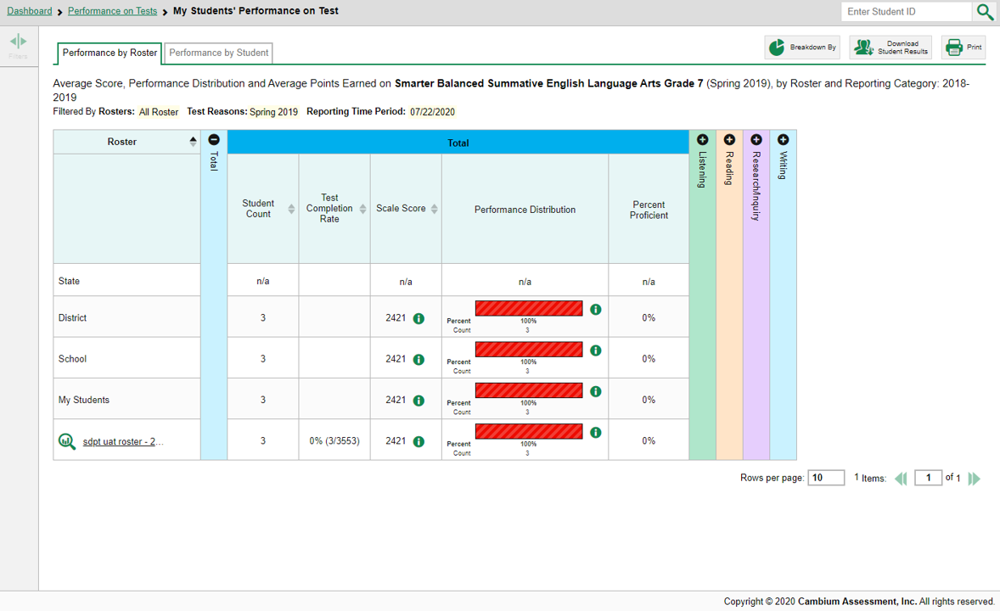 Dashboard Performance on Tests My Students' Performance on Test
Enter Student ID
Filters
Performance by Roster Performance by Student
Breakdown By
Download
Student Results
Print
Average Score, Performance Distribution and Average Points Earned on Smarter Balanced Summative English Language Arts Grade 7 (Spring 2019), by Roster and Reporting Category: 2018-
2019
Filtered By Rosters: All Roster Test Reasons: Spring 2019 Reporting Time Period: 07/22/2020
Roster Total Total Listening Reading Research/Inquiry Writing
Student
Count
Test
Completion
Rate
Scale Score
Performance Distribution
Percent
Proficient
State n/a n/a n/a n/a
District 3 2421 0%
Percent 100%
Count 3
School 3 2421 0%
Percent 100%
Count 3
My Students 3 2421 0%
Percent 100%
Count 3
sdpt uat roster - 2... 3 0% (3/3553) 2421 0%
Percent 100%
Count 3
Rows per page: 10 1 Items: 1 of 1
Copyright © 2020 Cambium Assessment, Inc. All rights reserved.